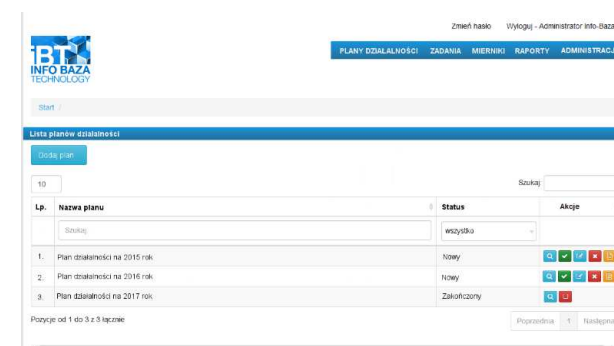 Zmień hasło Wyloguj - Administrator Info-Baza
iBT
INFO BAZA
TECHNOLOGY
PLANY DZIAŁALNOŚCI ZADANIA MIERNIKI RAPORTY ADMINISTRACJ
Start /
Lista planów działalności
Dodaj plan
10 Szukaj
Lp. Nazwa planu Status Akcje
Szukaj wszystko
1. Plan działalności na 2015 rok Nowy
2. Plan działalności na 2016 rok Nowy
3. Plan działalności na 2017 rok Zakończony
Pozycje od 1 do 3 z 3 łącznie
Poprzednia 1 Następna